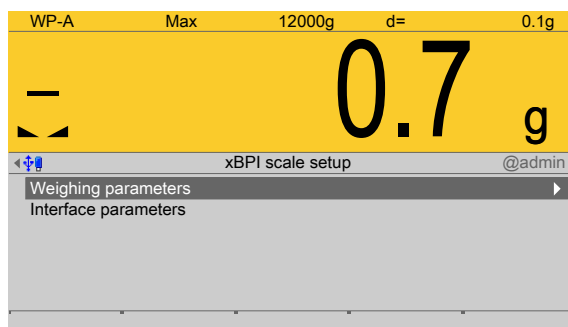 WP-A Max 12000g d= 0.1g
– 0.7 g
xBPI scale setup @admin
Weighing parameters
Interface parameters